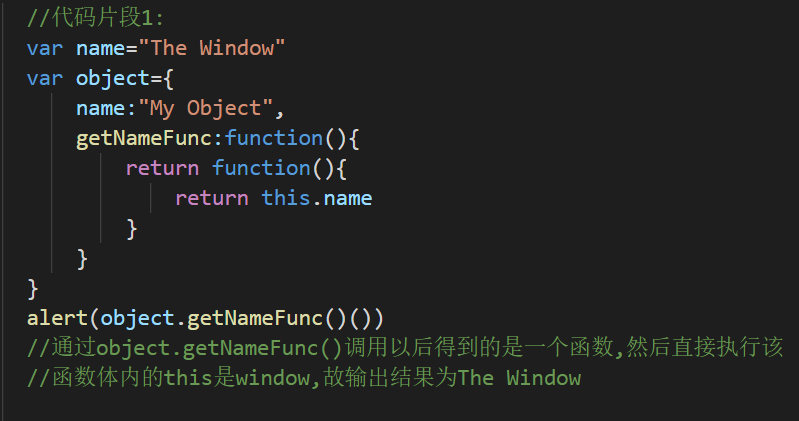 //代码片段1:
var name="The Window"
var object={
    name:"My Object",
    getNameFunc:function(){
        return function(){
            return this.name
        }
    }
}
alert(object.getNameFunc()())
//通过object.getNameFunc()调用以后得到的是一个函数,然后直接执行该
//函数体内的this是window,故输出结果为The Window